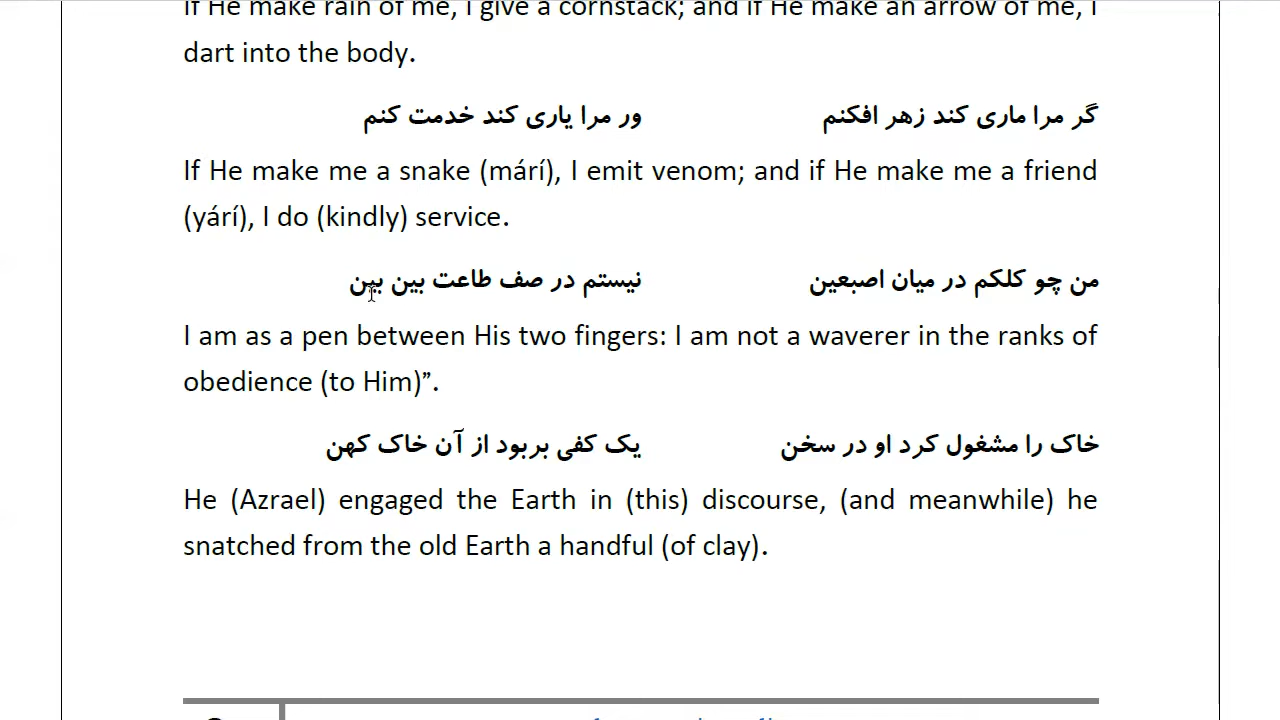 If He make rain of me, I give a cornstack; and if He make an arrow of me, I
dart into the body.
گر مرا ماری کند زهر افکنم ور مرا یاری کند خدمت کنم
If He make me a snake (márí), I emit venom; and if He make me a friend
(yárí), I do (kindly) service.
من چو کلکم در میان اصبعین نیستم در صف طاعت بین بین
I am as a pen between His two fingers: I am not a waverer in the ranks of
obedience (to Him)”.
خاک را مشغول کرد او در سخن یک کفی بربود از آن خاک کهن
He (Azrael) engaged the Earth in (this) discourse, (and meanwhile) he
snatched from the old Earth a handful (of clay).